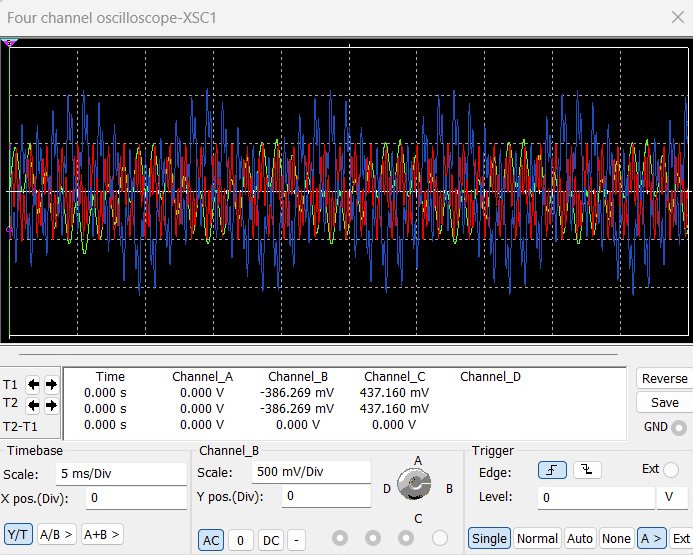 Four channel oscilloscope-XSC1
Time Channel_A Channel_B Channel_C Channel_D
T1 0.000 s 0.000 V -386.269 mV 437.160 mV
T2 0.000 s 0.000 V -386.269 mV 437.160 mV
T2-T1 0.000 s 0.000 V 0.000 V 0.000 V
Reverse
Save
GND
Timebase
Scale: 5 ms/Div
X pos.(Div): 0
Y/T A/B > A+B >
Channel_B
Scale: 500 mV/Div
Y pos.(Div): 0
AC 0 DC -
A
D B
C
Trigger
Edge: Ext
Level: 0 V
Single Normal Auto None A > Ext